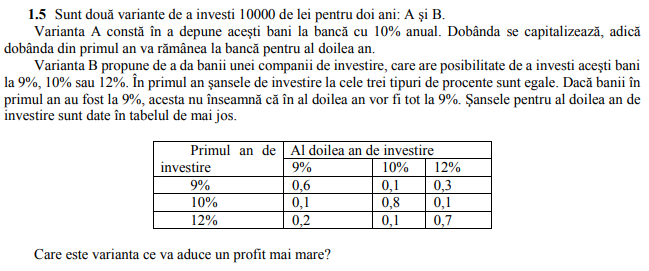 1.5 Sunt două variante de a investi 10000 de lei pentru doi ani: A și B.
Varianta A constă în a depune acești bani la bancă cu 10% anual. Dobânda se capitalizează, adică
dobânda din primul an va rămânea la bancă pentru al doilea an.
Varianta B propune de a da banii unei companii de investire, care are posibilitate de a investi acești bani
la 9%, 10% sau 12%. În primul an șansele de investire la cele trei tipuri de procente sunt egale. Dacă banii în
primul an au fost la 9%, acesta nu înseamnă că în al doilea an vor fi tot la 9%. Șansele pentru al doilea an de
investire sunt date în tabelul de mai jos.
Primul an de Al doilea an de investire
investire 9% 10% 12%
9% 0,6 0,1 0,3
10% 0,1 0,8 0,1
12% 0,2 0,1 0,7
Care este varianta ce va aduce un profit mai mare?